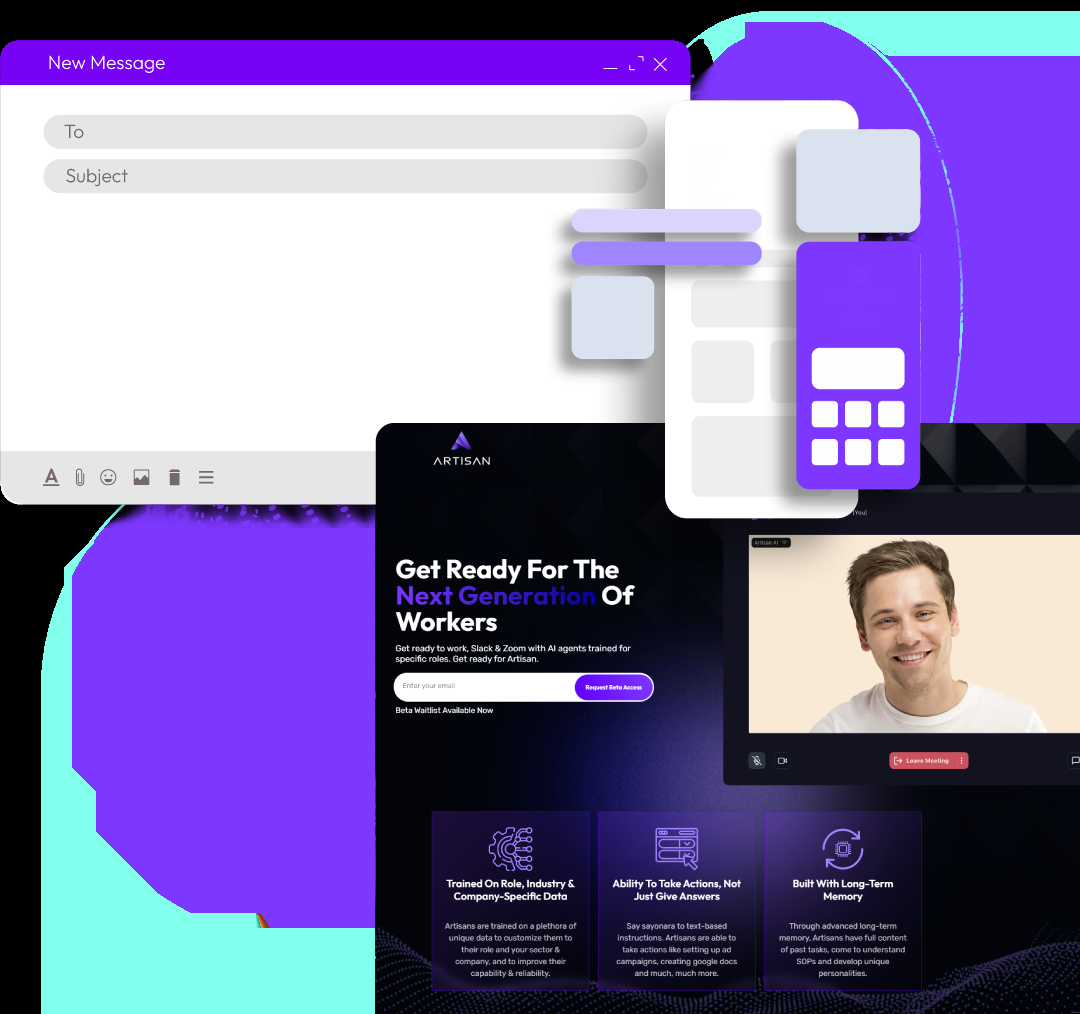 New Message
To
Subject
ARTISAN
[You]
Artisan AI
Get Ready For The
Next Generation Of
Workers
Get ready to work, Slack & Zoom with AI agents trained for
specific roles. Get ready for Artisan.
Enter your email
Request Beta Access
Beta Waitlist Available Now
Leave Meeting
Trained On Role, Industry &
Company-Specific Data
Artisans are trained on a plethora of
unique data to customize them to
their role and your sector &
company, and to improve their
capability & reliability.
Ability To Take Actions, Not
Just Give Answers
Say sayonara to text-based
instructions. Artisans are able to
take actions like setting up ad
campaigns, creating google docs
and much, much more.
Built With Long-Term
Memory
Through advanced long-term
memory, Artisans have full content
of past tasks, come to understand
SOPs and develop unique
personalities.